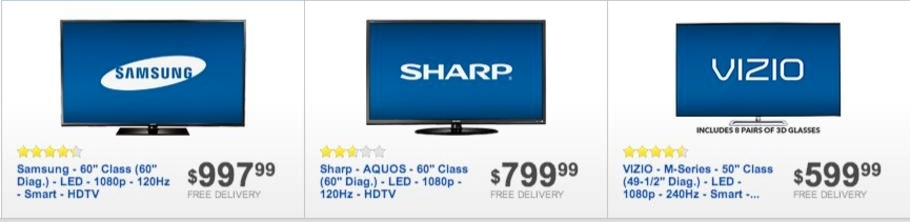 SAMSUNG
Samsung - 60" Class (60"
Diag.) - LED - 1080p - 120Hz
- Smart - HDTV
$997⁹⁹
FREE DELIVERY
SHARP
Sharp - AQUOS - 60" Class
(60" Diag.) - LED - 1080p -
120Hz - HDTV
$799⁹⁹
FREE DELIVERY
VIZIO
INCLUDES 8 PAIRS OF 3D GLASSES
VIZIO - M-Series - 50" Class
(49-1/2" Diag.) - LED -
1080p - 240Hz - Smart -...
$599⁹⁹
FREE DELIVERY